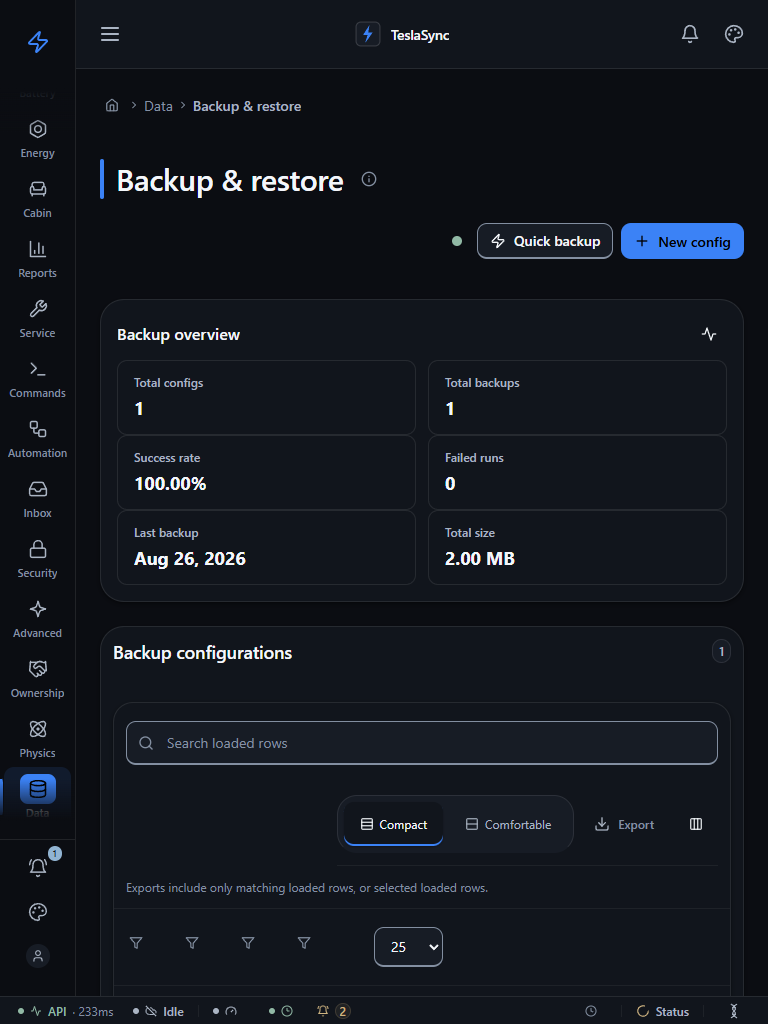 TeslaSync
Data
Backup & restore
Battery
Energy
Cabin
Reports
Service
Commands
Automation
Inbox
Security
Advanced
Ownership
Physics
Data
1
Backup & restore
Quick backup
New config
Backup overview
Total configs
1
Total backups
1
Success rate
100.00%
Failed runs
0
Last backup
Aug 26, 2026
Total size
2.00 MB
Backup configurations
1
Search loaded rows
Compact
Comfortable
Export
Exports include only matching loaded rows, or selected loaded rows.
25
API · 233ms
Idle
2
Status